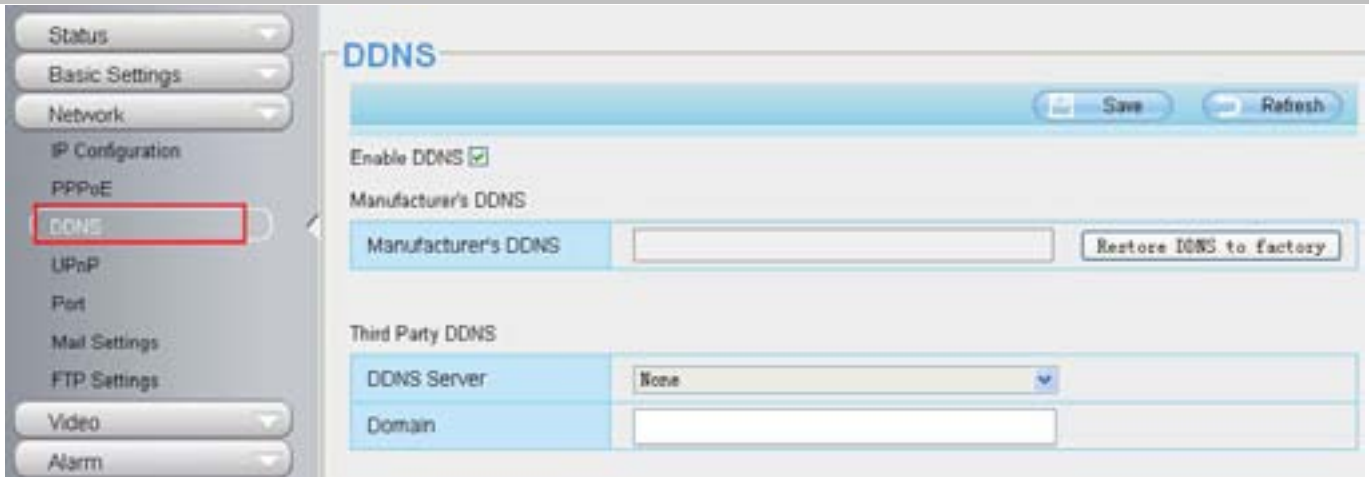 Status
Basic Settings
Network
IP Configuration
PPPoE
DDNS
UPnP
Port
Mail Settings
FTP Settings
Video
Alarm
DDNS
Save Refresh
Enable DDNS
Manufacturer's DDNS
Manufacturer's DDNS Restore DDNS to factory
Third Party DDNS
DDNS Server None
Domain